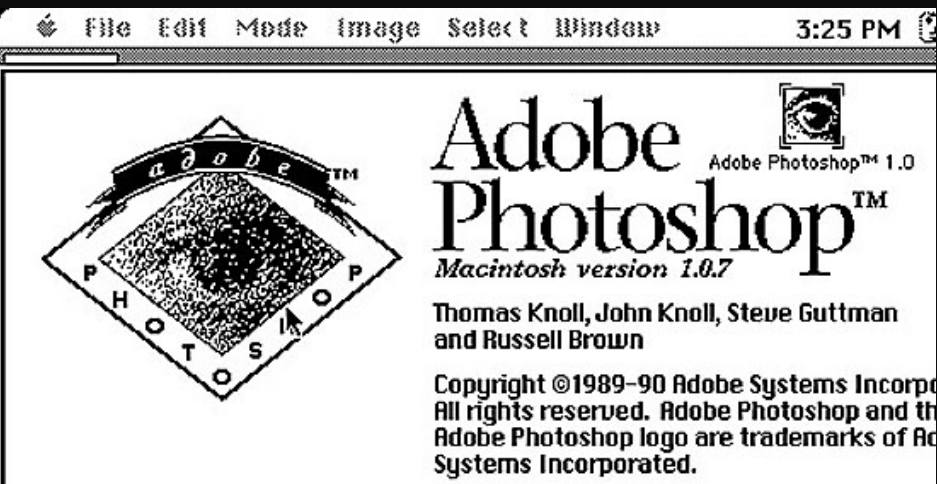 File Edit Mode Image Select Window 3:25 PM
adobe TM
PHOTOSHOP
Adobe
Photoshop™
Adobe Photoshop™ 1.0
Macintosh version 1.0.7
Thomas Knoll, John Knoll, Steve Guttman
and Russell Brown
Copyright ©1989-90 Adobe Systems
All rights reserved. Adobe Photoshop and
Adobe Photoshop logo are trademarks of
Systems Incorporated.